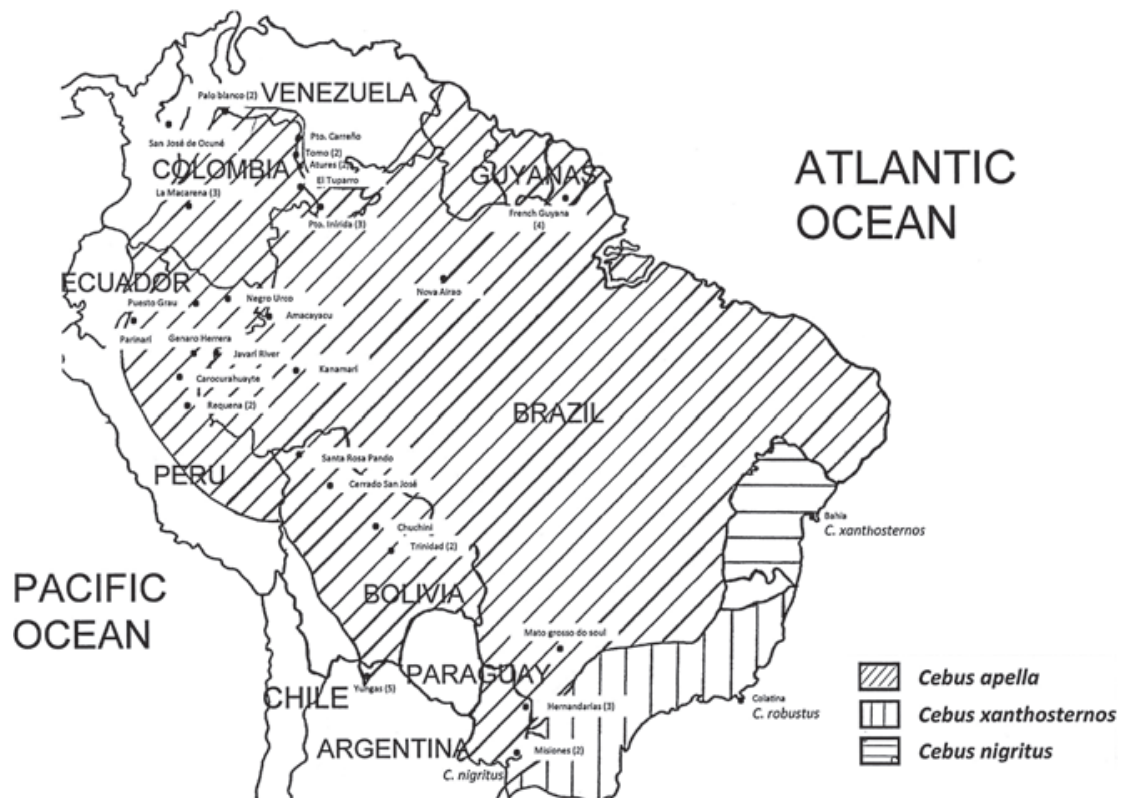 Palo blanco (2)
VENEZUELA
Pto. Carreño
San José de Ocuné
Tomo (2)
Atures (2)
COLOMBIA
El Tuparro
GUYANAS
ATLANTIC
OCEAN
La Macarena (3)
Pto. Inirida (3)
French Guyana
(4)
ECUADOR
Nova Airao
Puesto Grau
Negro Urco
Amacayacu
Parinari
Genaro Herrera
Javari River
Kanamari
Carocurahuayte
Requena (2)
BRAZIL
PERU
Santa Rosa Pando
Cerrado San José
Bahia
C. xanthosternos
Chuchini
Trinidad (2)
PACIFIC
OCEAN
BOLIVIA
Mato grosso do soul
PARAGUAY
Yungas (5)
CHILE
Hernandarias (3)
Colatina
C. robustus
ARGENTINA
Misiones (2)
C. nigritus
Cebus apella
Cebus xanthosternos
Cebus nigritus